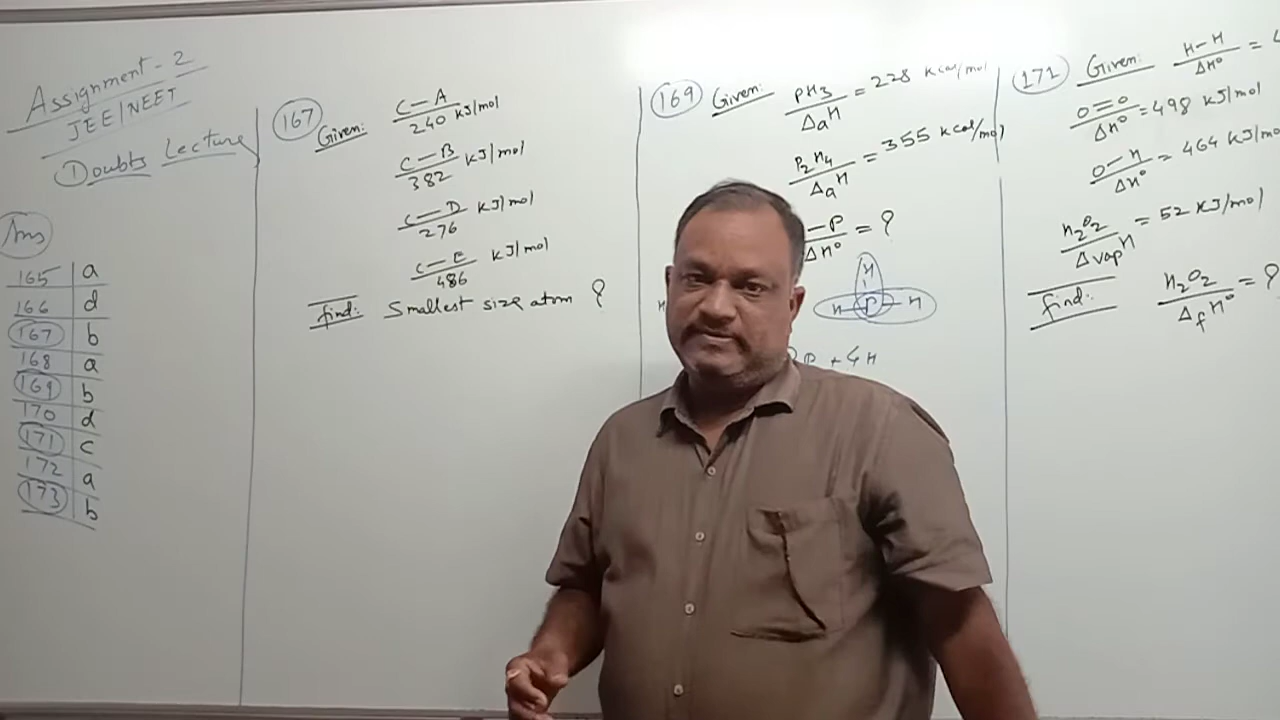 Assignment - 2
JEE/NEET
Doubts Lecture
Ans
165 a
166 d
167 b
168 a
169 b
170 d
171 c
172 a
173 b
167
Given:
C—A
240 KJ/mol
C—B
382 KJ/mol
C—D
276 KJ/mol
C—E
486 KJ/mol
find: Smallest size atom ?
169 Given:
PH3
ΔaH = 228 Kcal/mol
P2H4
ΔaH = 355 Kcal/mol
—P
ΔH° = ?
H
H—P—H
+ 4H
171 Given:
H—H
ΔH° =
O=O
ΔH° = 498 KJ/mol
O—H
ΔH° = 464 KJ/mo
H2O2
ΔvapH = 52 KJ/mol
find:
H2O2
ΔfH° = ?